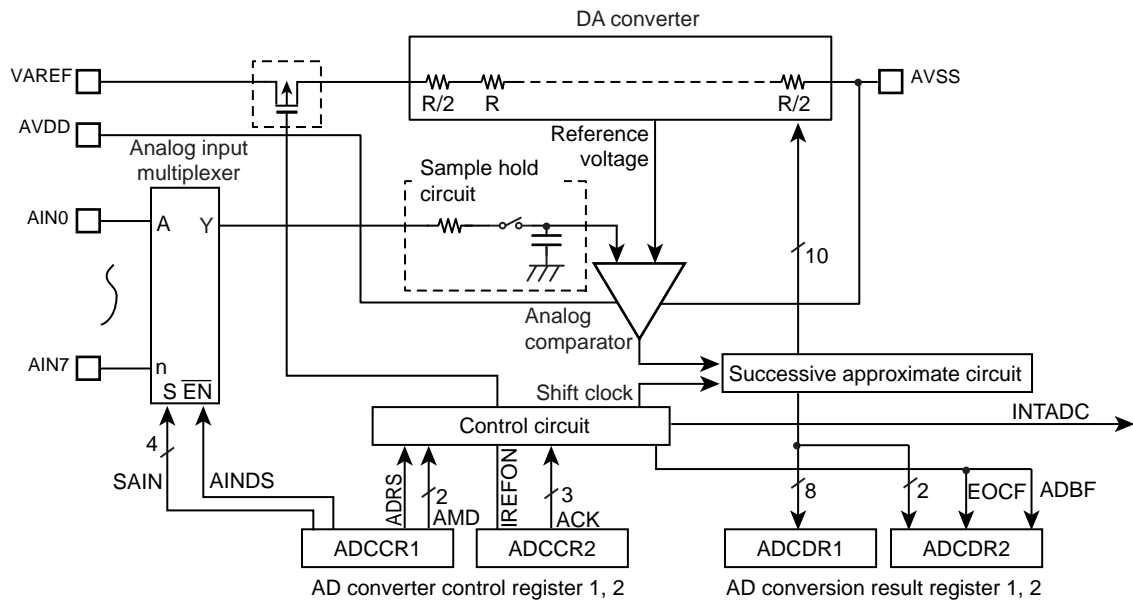 DA converter
VAREF
R/2
R
R/2
AVSS
AVDD
Analog input
multiplexer
Reference
voltage
Sample hold
circuit
AIN0
A
Y
10
Analog
comparator
AIN7
n
S
EN
Shift clock
Successive approximate circuit
Control circuit
INTADC
4
SAIN
AINDS
ADRS
2
AMD
IREFON
3
ACK
8
2
EOCF
ADBF
ADCCR1
ADCCR2
ADCDR1
ADCDR2
AD converter control register 1, 2
AD conversion result register 1, 2